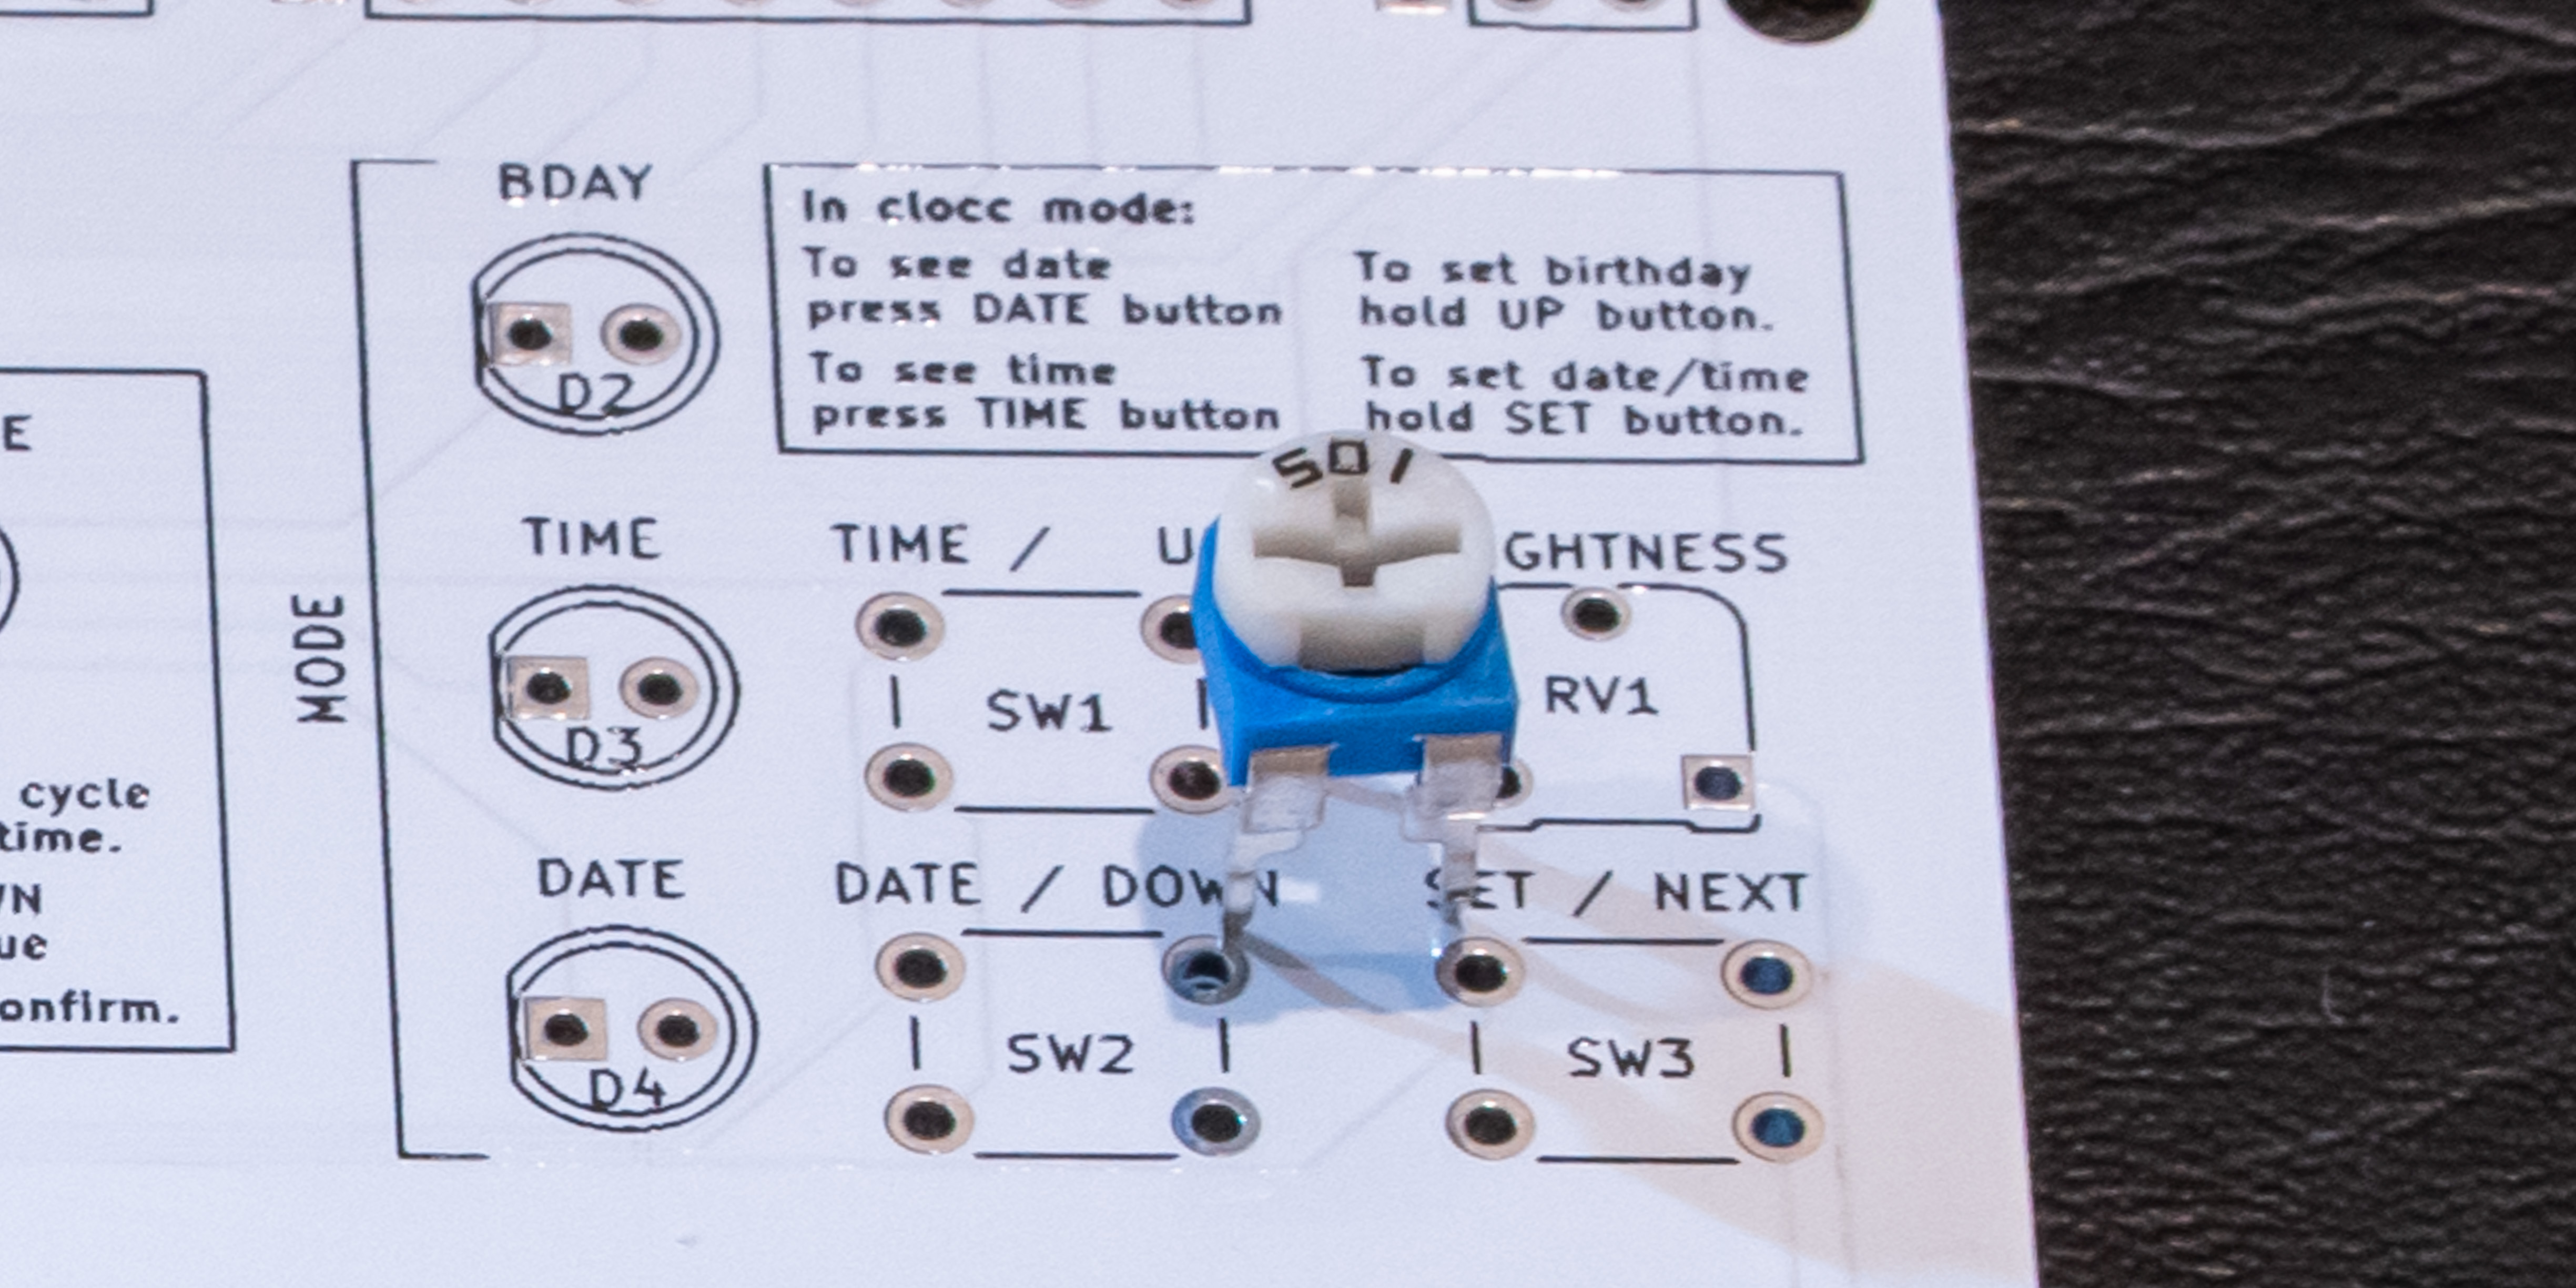 BDAY
In clocc mode:
To see date
press DATE button
To see time
press TIME button
To set birthday
hold UP button.
To set date/time
hold SET button.
D2
E
501
TIME
TIME /
GHTNESS
MODE
D3
SW1
RV1
cycle
time.
DATE
DATE / DOWN
SET / NEXT
WN
ue
onfirm.
D4
SW2
SW3